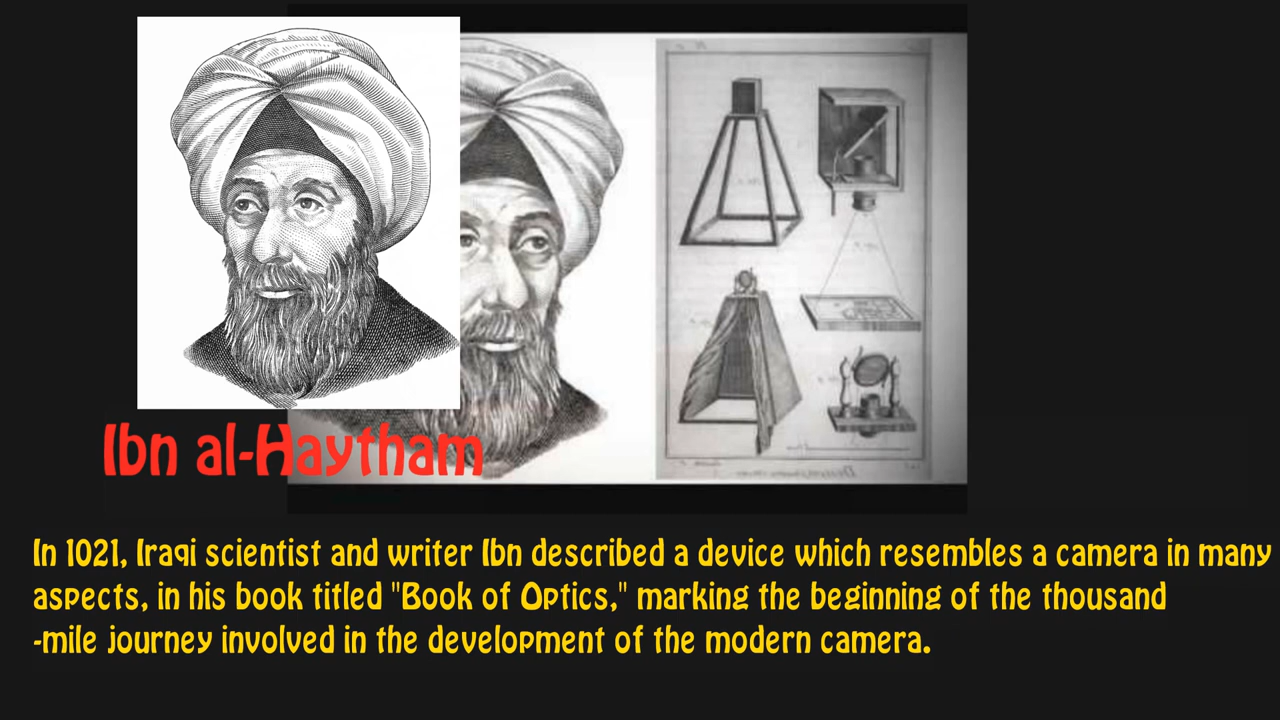 Ibn al-Haytham
In 1021, Iraqi scientist and writer Ibn described a device which resembles a camera in many
aspects, in his book titled "Book of Optics," marking the beginning of the thousand
-mile journey involved in the development of the modern camera.